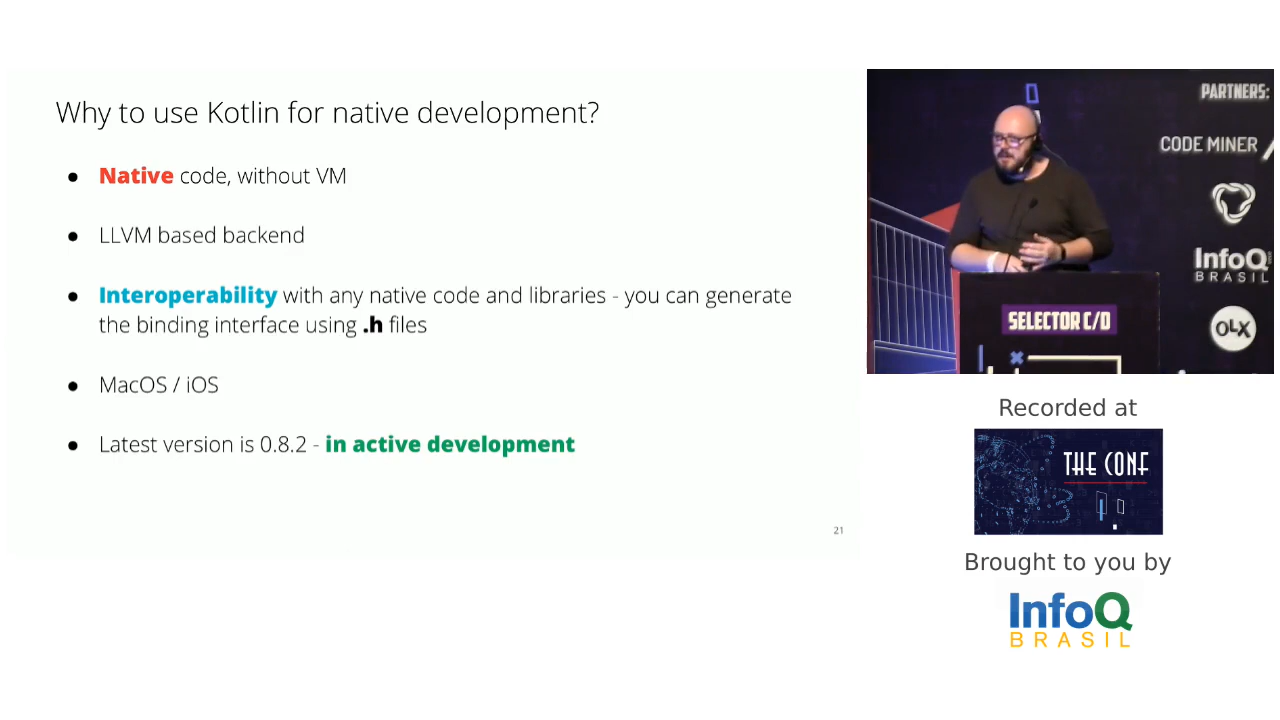 Why to use Kotlin for native development?
● Native code, without VM
● LLVM based backend
● Interoperability with any native code and libraries - you can generate
the binding interface using .h files
● MacOS / iOS
● Latest version is 0.8.2 - in active development
21
PARTNERS:
CODE MINER
InfoQ
BRASIL
OLX
SELECTOR C/D
Recorded at
THE CONF
Brought to you by
InfoQ
BRASIL